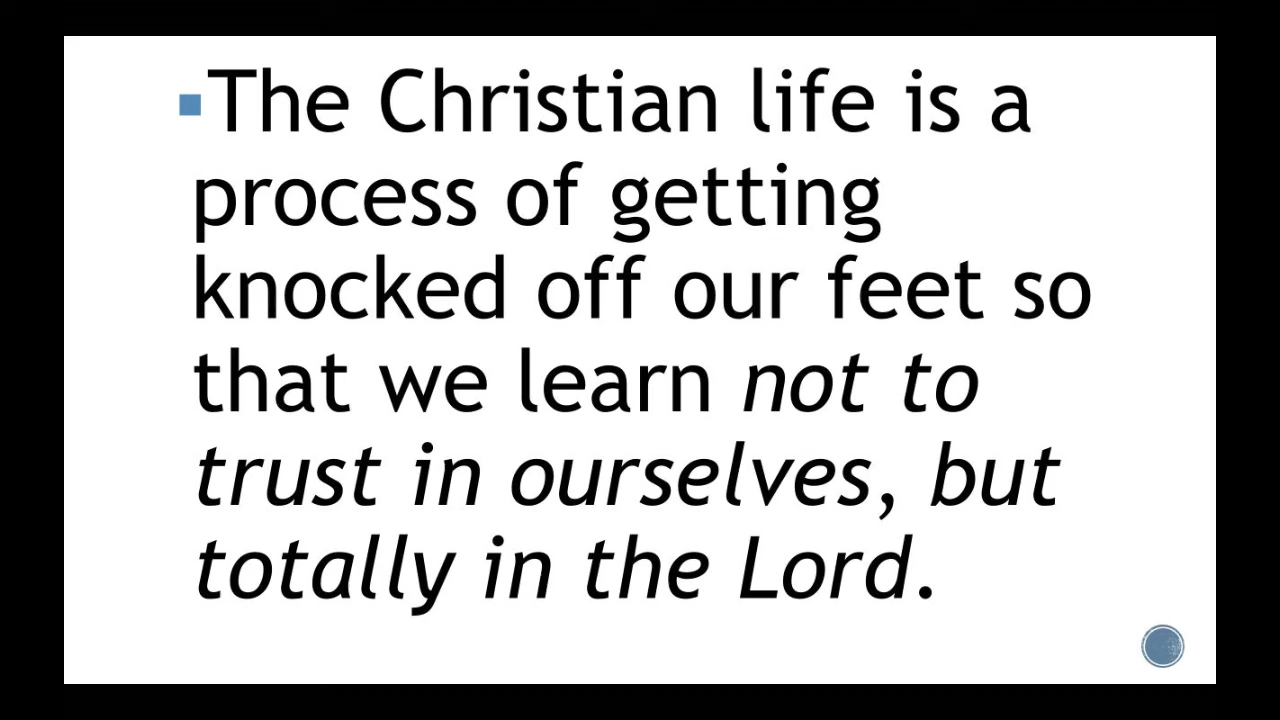 ▪The Christian life is a
process of getting
knocked off our feet so
that we learn not to
trust in ourselves, but
totally in the Lord.